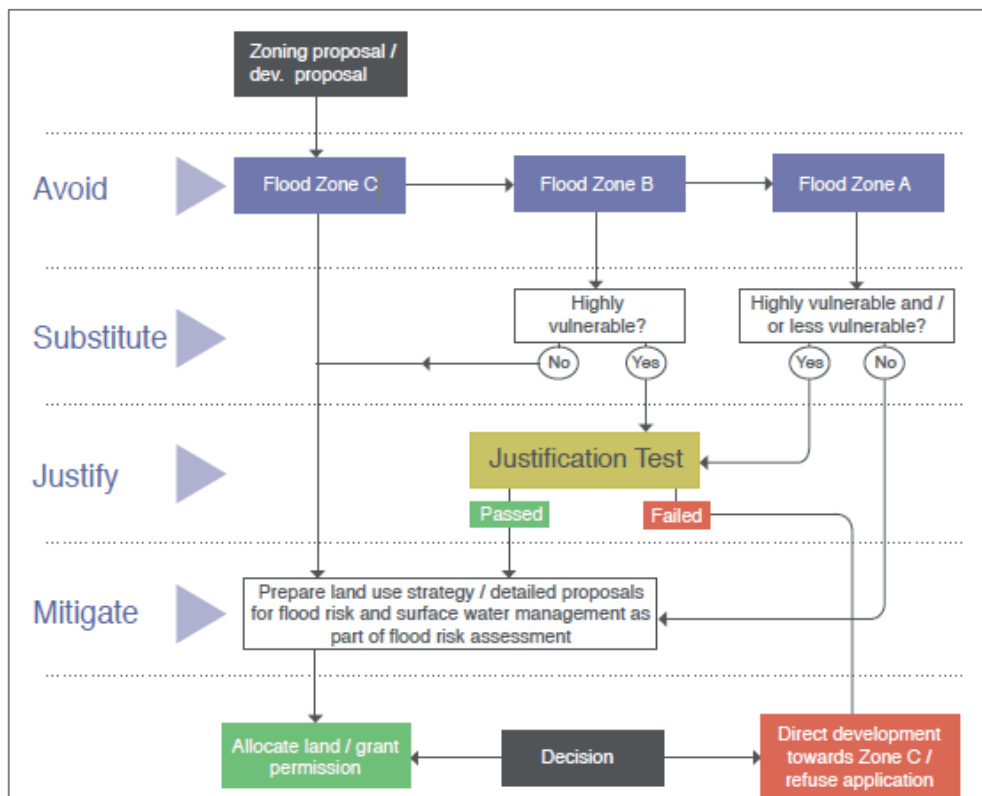 Zoning proposal /
dev. proposal
Avoid
Flood Zone C
Flood Zone B
Flood Zone A
Substitute
Highly
vulnerable?
Highly vulnerable and /
or less vulnerable?
No
Yes
Yes
No
Justify
Justification Test
Passed
Failed
Mitigate
Prepare land use strategy / detailed proposals
for flood risk and surface water management as
part of flood risk assessment
Allocate land / grant
permission
Decision
Direct development
towards Zone C /
refuse application